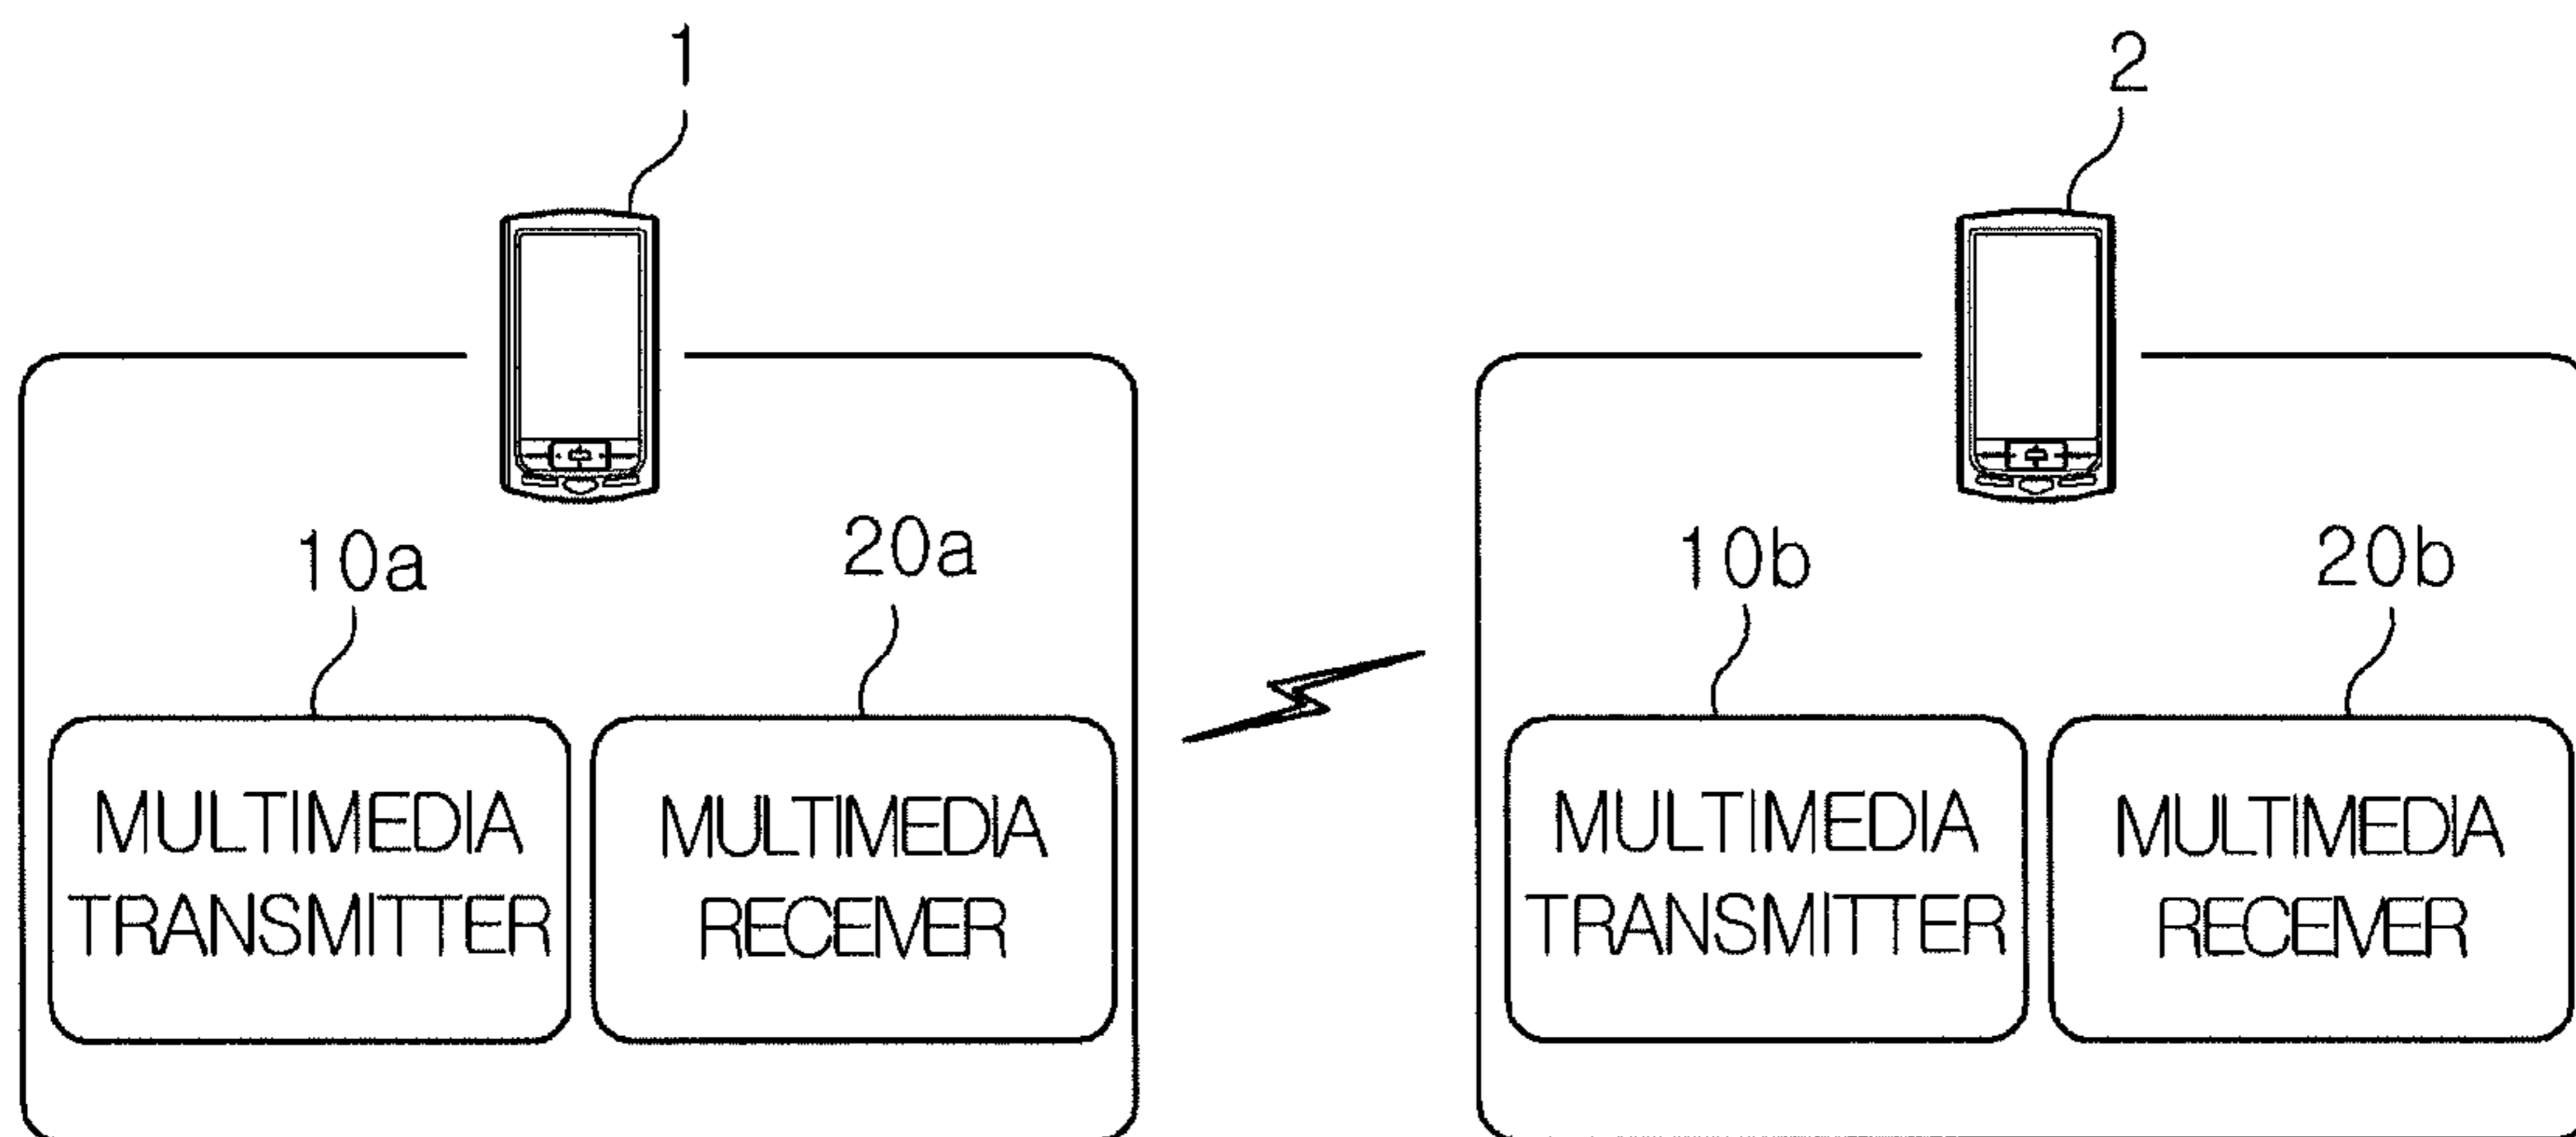 1
2
10a
20a
10b
20b
MULTIMEDIA
TRANSMITTER
MULTIMEDIA
RECEIVER
MULTIMEDIA
TRANSMITTER
MULTIMEDIA
RECEIVER